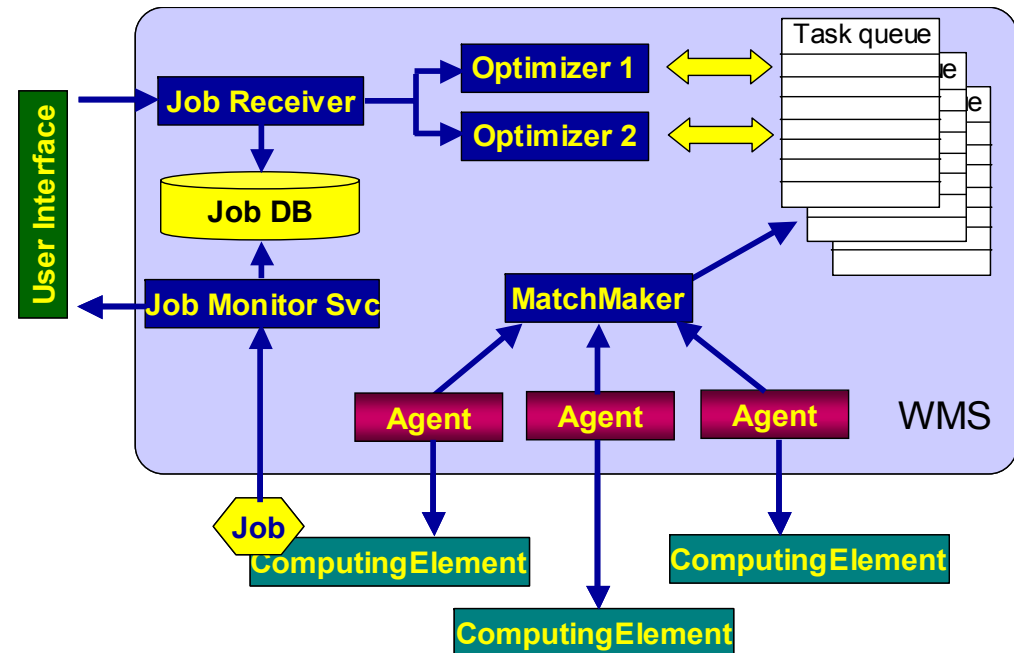 Task queue
ue
e
Optimizer 1
Job Receiver
Optimizer 2
User Interface
Job DB
Job Monitor Svc
MatchMaker
Agent
Agent
Agent
WMS
Job
ComputingElement
ComputingElement
ComputingElement